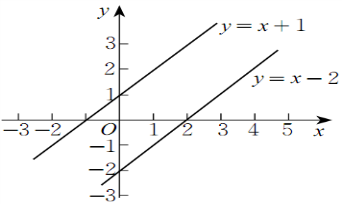 y
y = x + 1
3
2
y = x − 2
1
−3 −2 O 1 2 3 4 5 x
−1
−2
−3